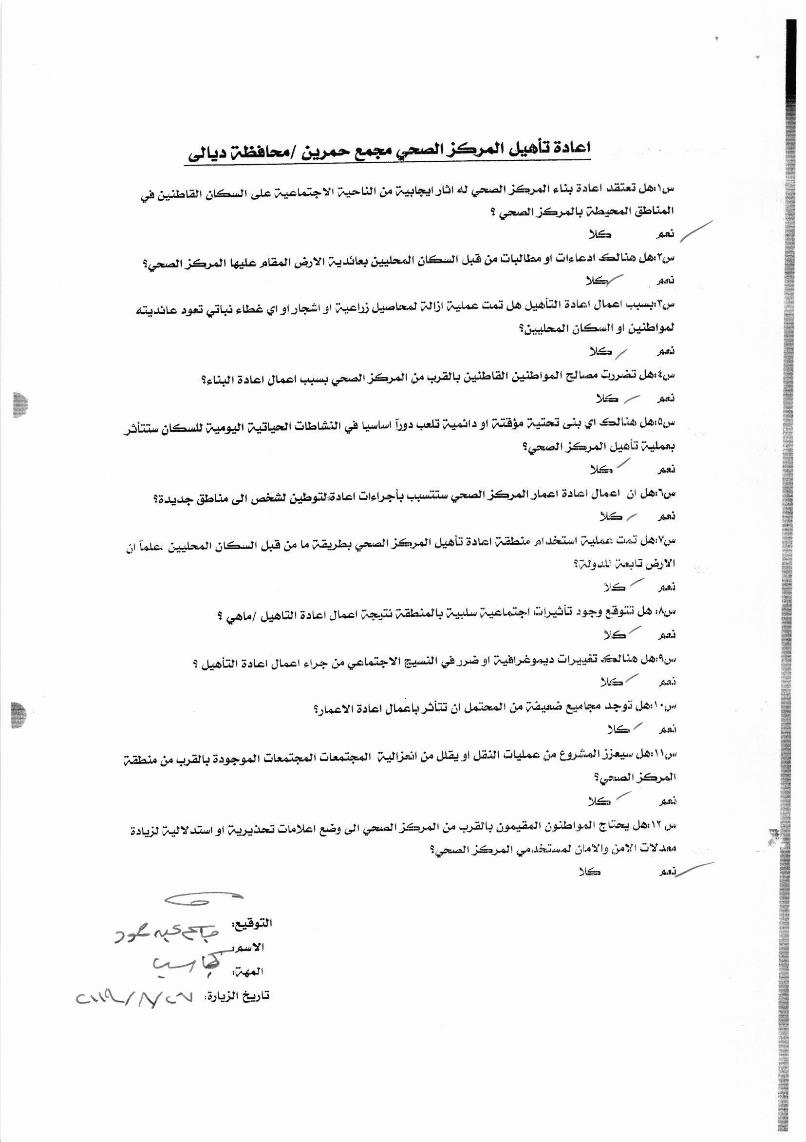 اعادة تأهيل المركز الصحي مجمع حمرين /محافظة ديالى
س١:هل تعتقد اعادة بناء المركز الصحي له اثار ايجابية من الناحية الاجتماعية على السكان القاطنين في
المناطق المحيطة بالمركز الصحي ؟
نعم كلا
س٢:هل هنالك ادعاءات او مطالبات من قبل السكان المحليين بعائدية الارض المقام عليها المركز الصحي؟
نعم كلا
س٣:بسبب اعمال اعادة التأهيل هل تمت عملية ازالة لمحاصيل زراعية او اشجار او اي غطاء نباتي تعود عائديته
لمواطنين او السكان المحليين؟
نعم كلا
س٤:هل تضررت مصالح المواطنين القاطنين بالقرب من المركز الصحي بسبب اعمال اعادة البناء؟
نعم كلا
س٥:هل هنالك اي بنى تحتية مؤقتة او دائمية تلعب دورآ اساسيا في النشاطات الحياتية اليومية للسكان ستتأثر
بعملية تأهيل المركز الصحي؟
نعم كلا
س٦:هل ان اعمال اعادة اعمار المركز الصحي ستتسبب بأجراءات اعادة لتوطين لشخص الى مناطق جديدة؟
نعم كلا
س٧:هل تمت عملية استخدام منطقة اعادة تأهيل المركز الصحي بطريقة ما من قبل السكان المحليين ،علمآ ان
الارض تابعة للدولة؟
نعم كلا
س٨: هل تتوقع وجود تأثيرات اجتماعية سلبية بالمنطقة نتيجة اعمال اعادة التاهيل /ماهي ؟
نعم كلا
س٩:هل هنالك تغييرات ديموغرافية او ضرر في النسيج الاجتماعي من جراء اعمال اعادة التأهيل ؟
نعم كلا
س١٠:هل توجد مجاميع ضعيفة من المحتمل ان تتأثر باعمال اعادة الاعمار؟
نعم كلا
س١١:هل سيعزز المشروع من عمليات النقل او يقلل من انعزالية المجتمعات المجتمعات الموجودة بالقرب من منطقة
المركز الصحي؟
نعم كلا
س١٢:هل يحتاج المواطنون المقيمون بالقرب من المركز الصحي الى وضع اعلامات تحذيرية او استدلالية لزيادة
معدلات الامن والامان لمستخدمي المركز الصحي؟
نعم كلا
التوقيع:
الاسم:
المهة: كاسب
تاريخ الزيارة: